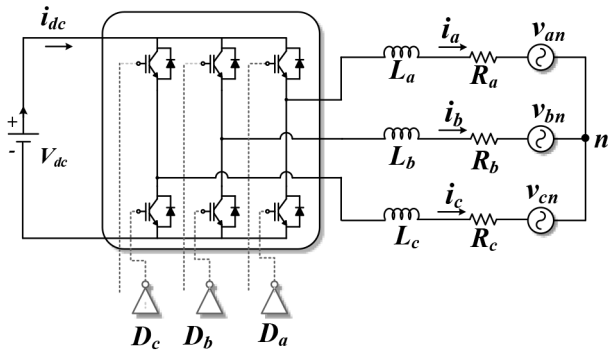 i_dc
+
-
V_dc
i_a
L_a
R_a
v_an
i_b
L_b
R_b
v_bn
n
i_c
L_c
R_c
v_cn
D_c D_b D_a